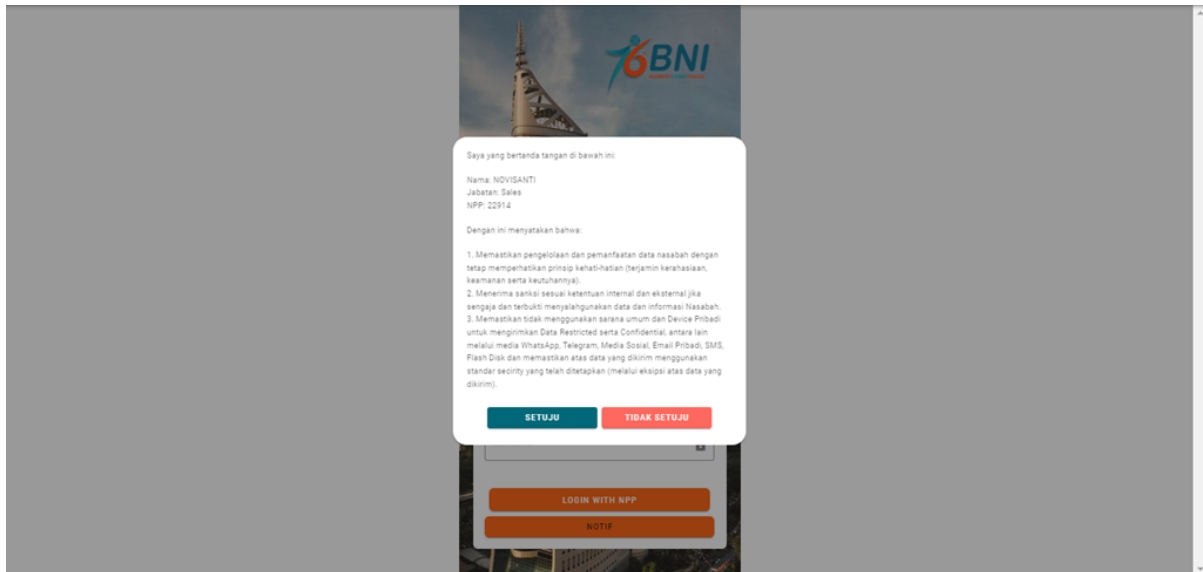 76 BNI
Saya yang bertanda tangan di bawah ini:
Nama: NOVISANTI
Jabatan: Sales
NPP: 22914
Dengan ini menyatakan bahwa:
1. Memastikan pengelolaan dan pemanfaatan data nasabah dengan
tetap memperhatikan prinsip kehati-hatian (terjamin kerahasiaan,
keamanan serta keutuhannya).
2. Menerima sanksi sesuai ketentuan internal dan eksternal jika
sengaja dan terbukti menyalahgunakan data dan informasi Nasabah.
3. Memastikan tidak menggunakan sarana umum dan Device Pribadi
untuk mengirimkan Data Restricted serta Confidential, antara lain
melalui media WhatsApp, Telegram, Media Sosial, Email Pribadi, SMS,
Flash Disk dan memastikan atas data yang dikirim menggunakan
standar secirity yang telah ditetapkan (melalui eksipsi atas data yang
dikirim).
SETUJU TIDAK SETUJU
LOGIN WITH NPP
NOTIF